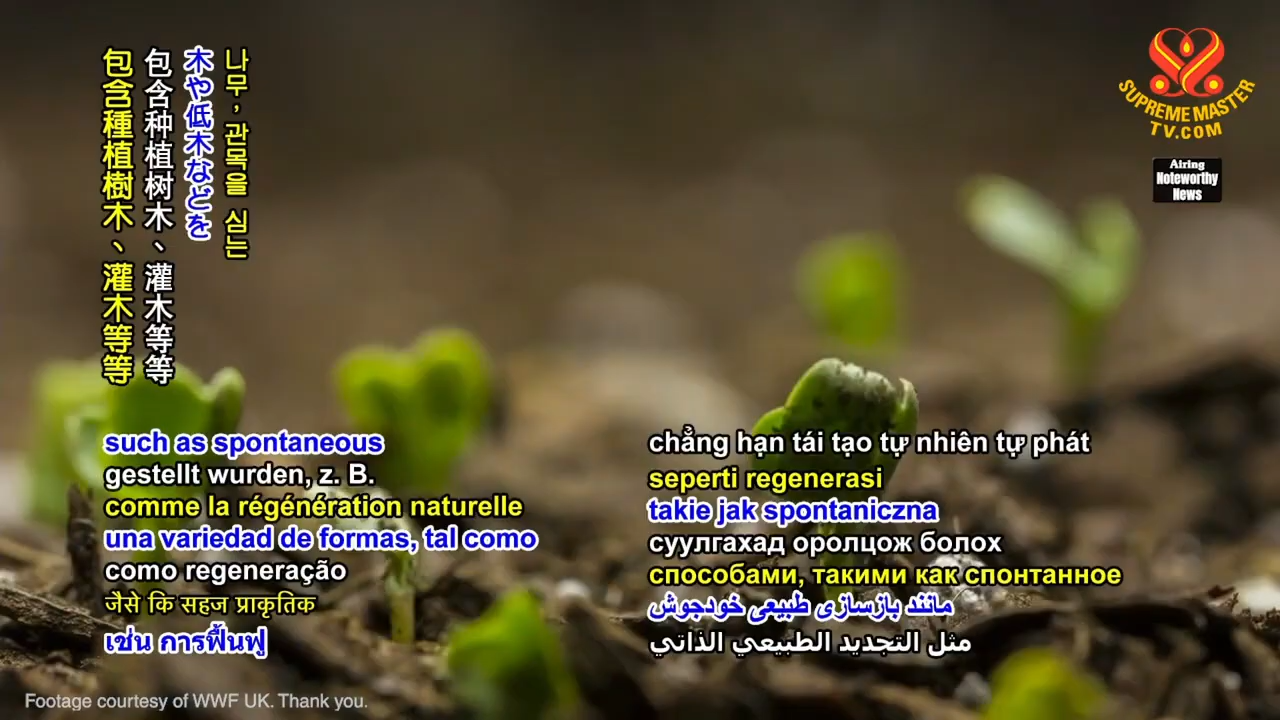 나무, 관목을 심는
木や低木などを
包含种植树木、灌木等等
包含種植樹木、灌木等等
SUPREME MASTER
TV.COM
Airing
Noteworthy
News
such as spontaneous
gestellt wurden, z. B.
comme la régénération naturelle
una variedad de formas, tal como
como regeneração
जैसे कि सहज प्राकृतिक
เช่น การฟื้นฟู
chẳng hạn tái tạo tự nhiên tự phát
seperti regenerasi
takie jak spontaniczna
суулгахад оролцож болох
способами, такими как спонтанное
مانند بازسازی طبیعی خودجوش
مثل التجديد الطبيعي الذاتي
Footage courtesy of WWF UK. Thank you.